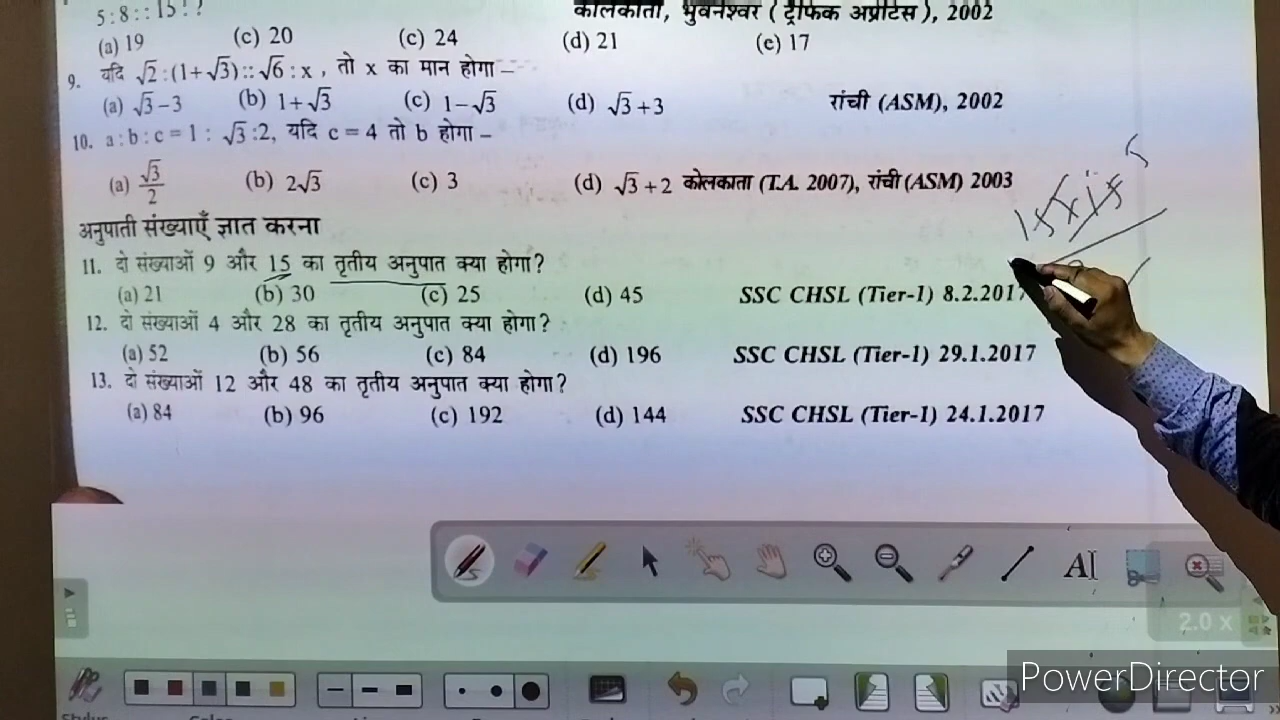 5 : 8 : : 15 : ?
कोलकाता, भुवनेश्वर ( ट्रैफिक अप्रेंटिस ), 2002
(a) 19 (c) 20 (c) 24 (d) 21 (e) 17
9. यदि √2 : (1+√3) :: √6 : x , तो x का मान होगा –
(a) √3 – 3 (b) 1+√3 (c) 1–√3 (d) √3 +3 रांची (ASM), 2002
10. a : b : c = 1 : √3 : 2, यदि c = 4 तो b होगा –
(a) √3/2 (b) 2√3 (c) 3 (d) √3 + 2 कोलकाता (T.A. 2007), रांची (ASM) 2003
अनुपाती संख्याएँ ज्ञात करना
11. दो संख्याओं 9 और 15 का तृतीय अनुपात क्या होगा?
(a) 21 (b) 30 (c) 25 (d) 45 SSC CHSL (Tier-1) 8.2.2017
12. दो संख्याओं 4 और 28 का तृतीय अनुपात क्या होगा?
(a) 52 (b) 56 (c) 84 (d) 196 SSC CHSL (Tier-1) 29.1.2017
13. दो संख्याओं 12 और 48 का तृतीय अनुपात क्या होगा?
(a) 84 (b) 96 (c) 192 (d) 144 SSC CHSL (Tier-1) 24.1.2017
AI
2.0 x
PowerDirector